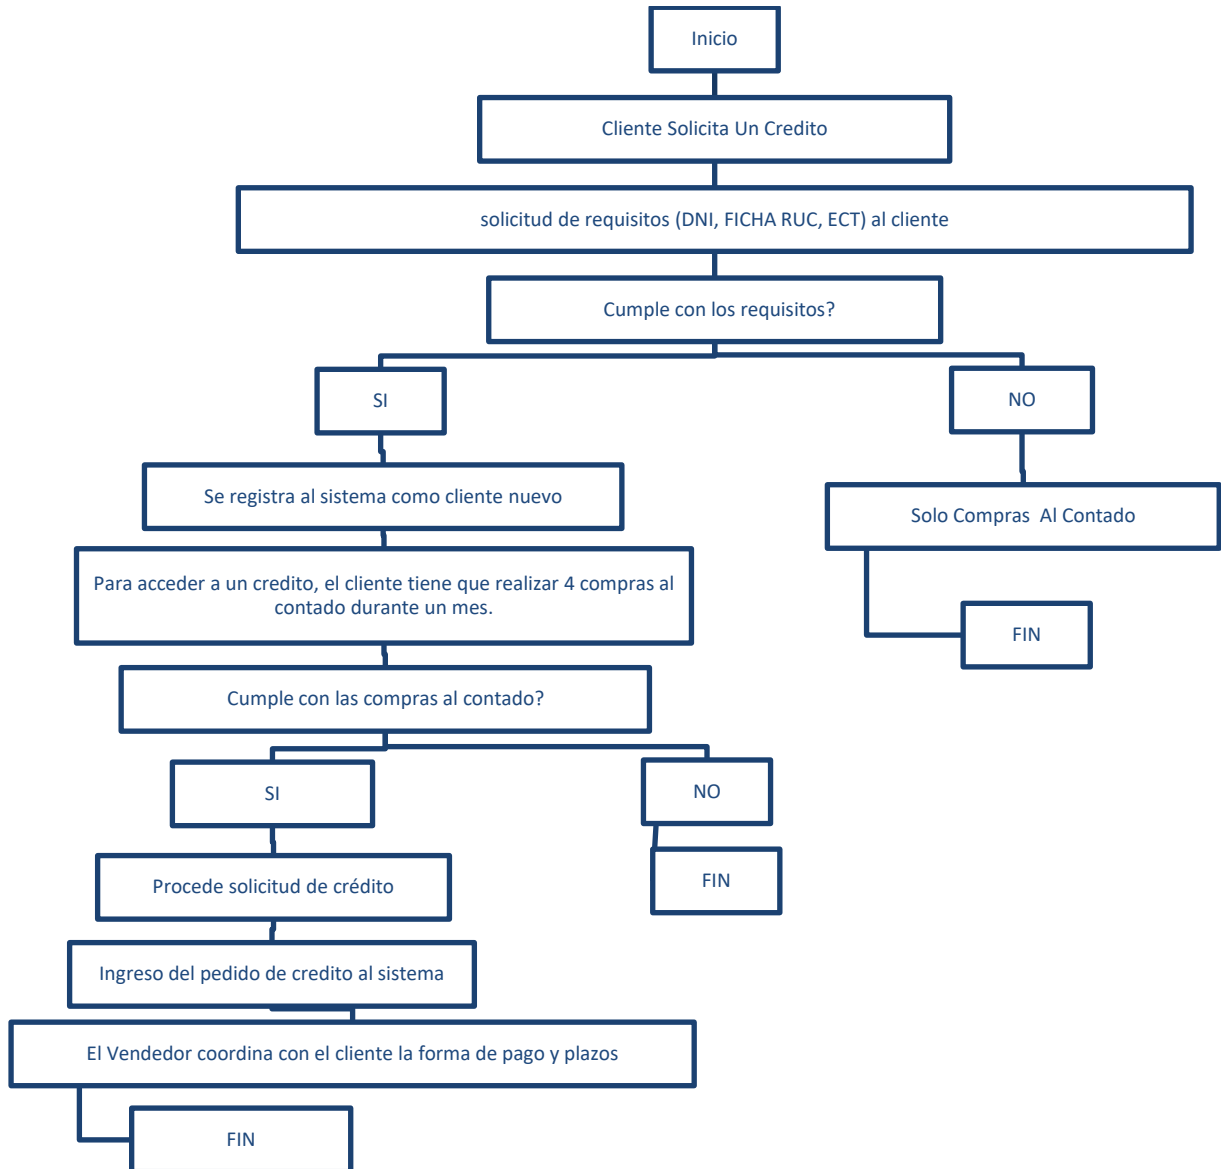 Inicio
Cliente Solicita Un Credito
solicitud de requisitos (DNI, FICHA RUC, ECT) al cliente
Cumple con los requisitos?
SI
NO
Se registra al sistema como cliente nuevo
Solo Compras Al Contado
Para acceder a un credito, el cliente tiene que realizar 4 compras al
contado durante un mes.
FIN
Cumple con las compras al contado?
SI
NO
Procede solicitud de crédito
FIN
Ingreso del pedido de credito al sistema
El Vendedor coordina con el cliente la forma de pago y plazos
FIN